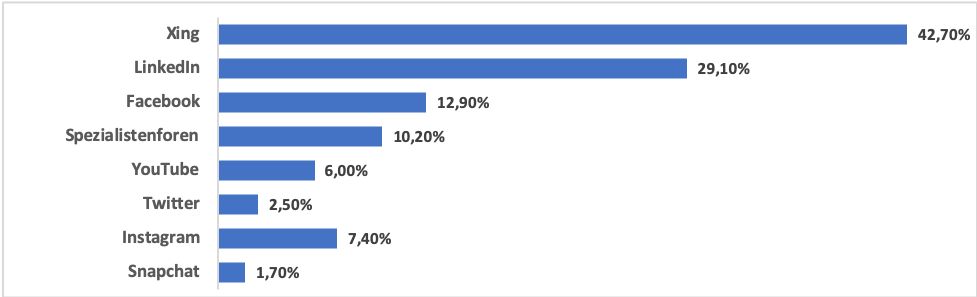 Xing 42,70%
LinkedIn 29,10%
Facebook 12,90%
Spezialistenforen 10,20%
YouTube 6,00%
Twitter 2,50%
Instagram 7,40%
Snapchat 1,70%